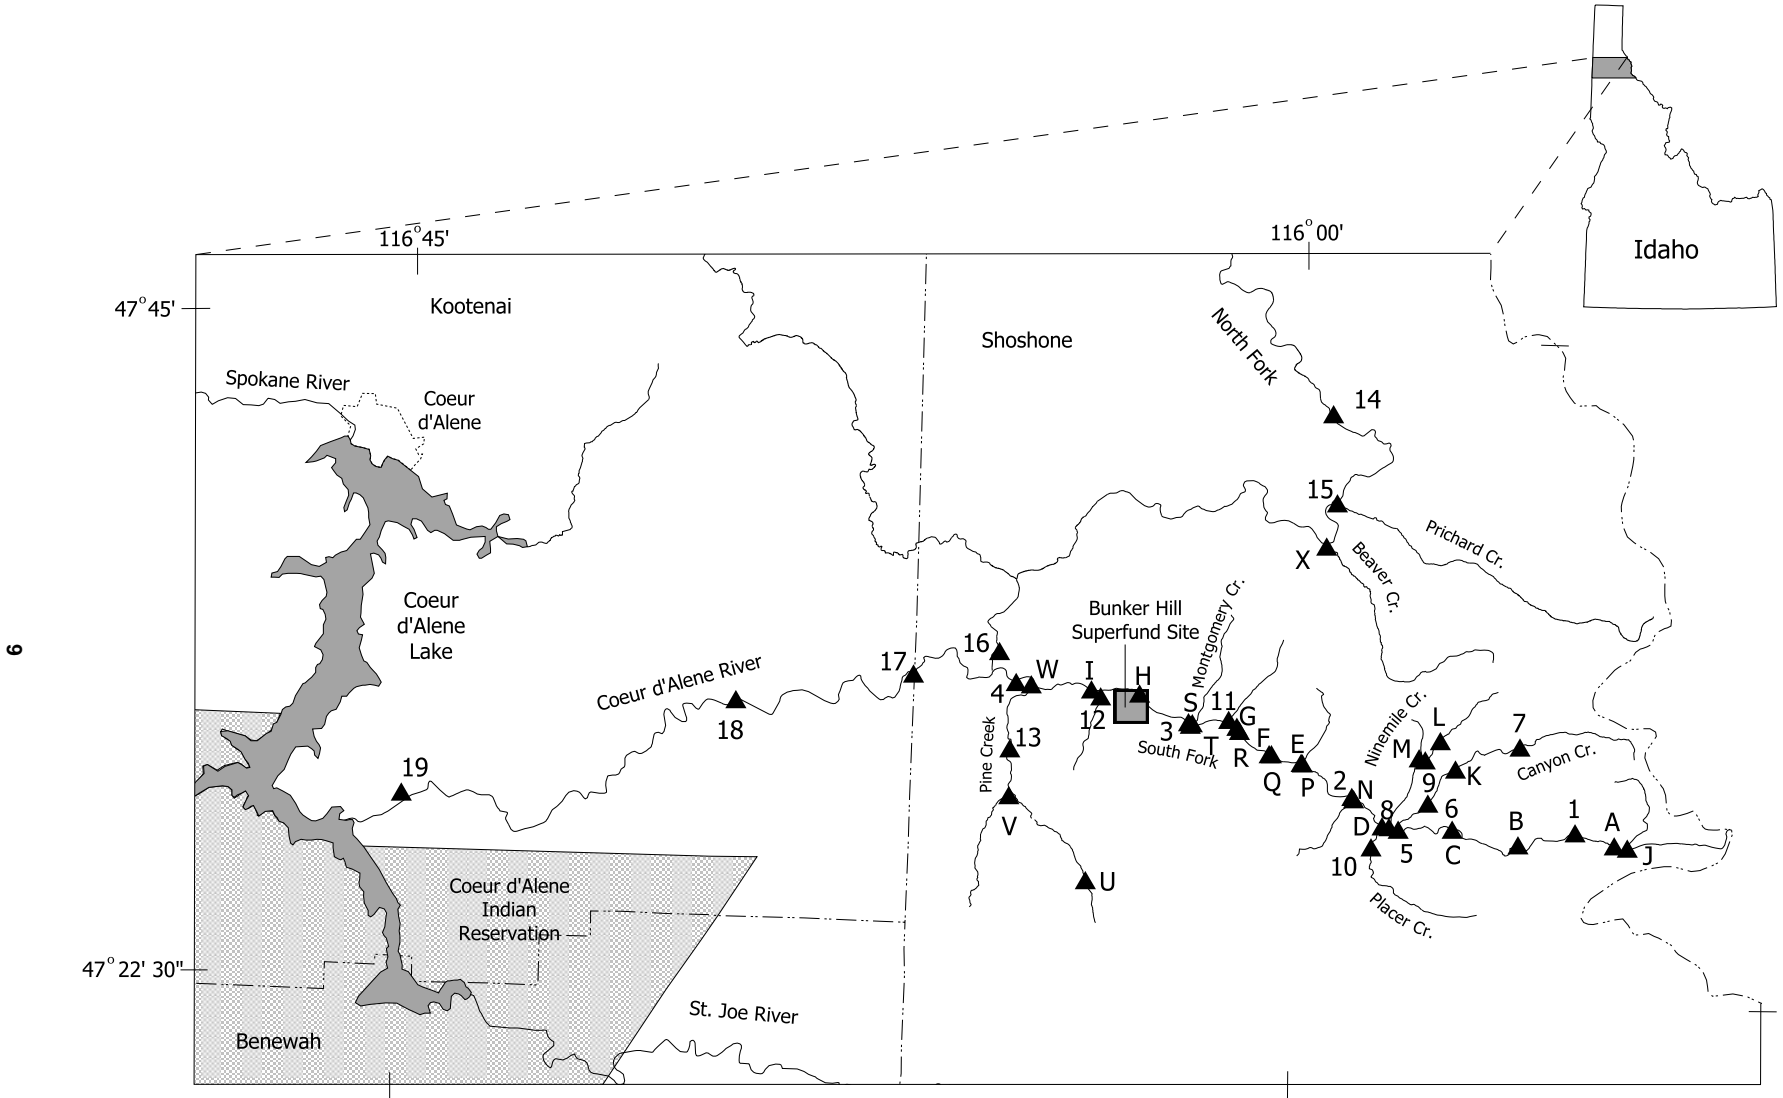 Idaho
116°45'
116°00'
47°45'
Kootenai
Shoshone
North Fork
Spokane River
Coeur
d'Alene
14
15
Prichard Cr.
X
Beaver Cr.
Coeur
d'Alene
Lake
Bunker Hill
Superfund Site
Montgomery Cr.
9
16
17
Coeur d'Alene River
18
4
W
I
H
12
3
S
11
G
T
R
F
E
Q
P
South Fork
Ninemile Cr.
L
7
M
K
Canyon Cr.
13
Pine Creek
19
2
N
9
8
6
D
5
C
B
1
A
J
10
V
U
Placer Cr.
Coeur d'Alene
Indian
Reservation
47°22' 30"
St. Joe River
Benewah